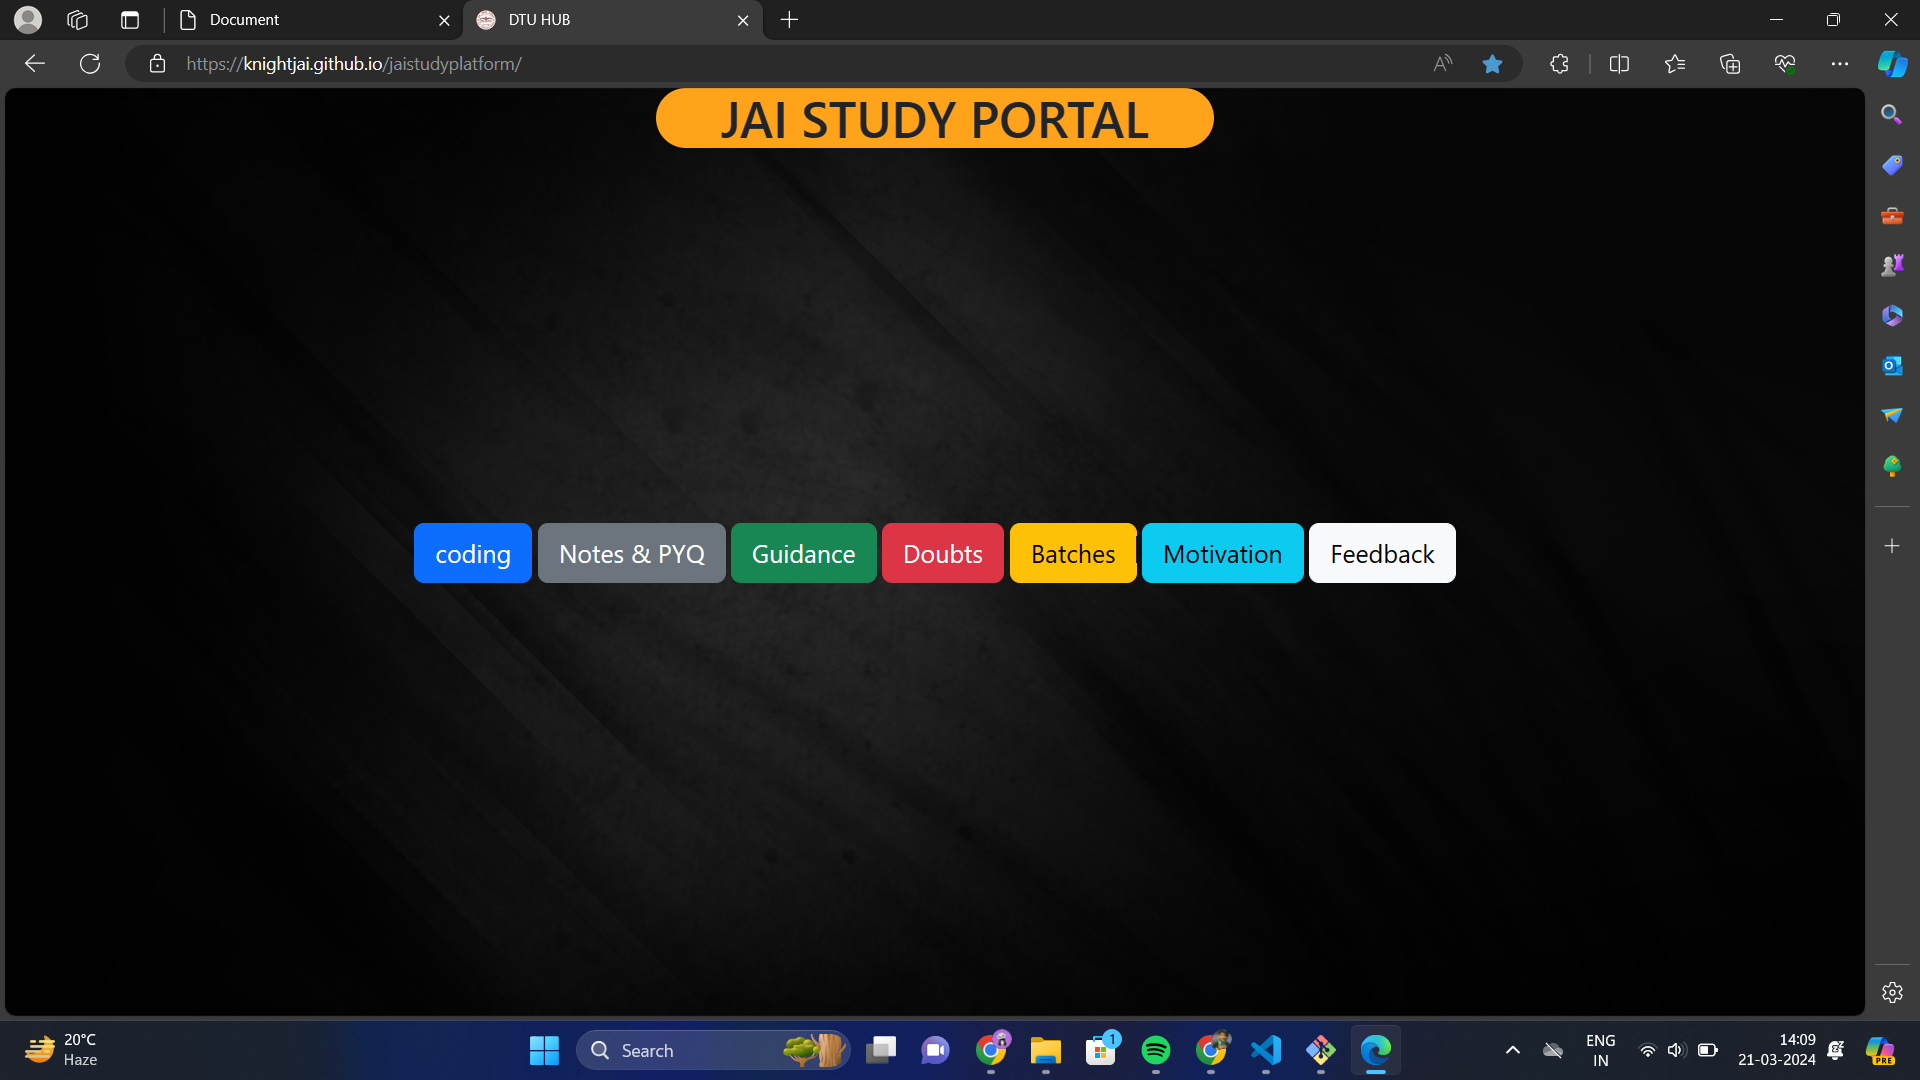 Document
DTU HUB
https://knightjai.github.io/jaistudyplatform/
JAI STUDY PORTAL
coding
Notes & PYQ
Guidance
Doubts
Batches
Motivation
Feedback
20°C
Haze
Search
1
ENG
IN
14:09
21-03-2024
PRE